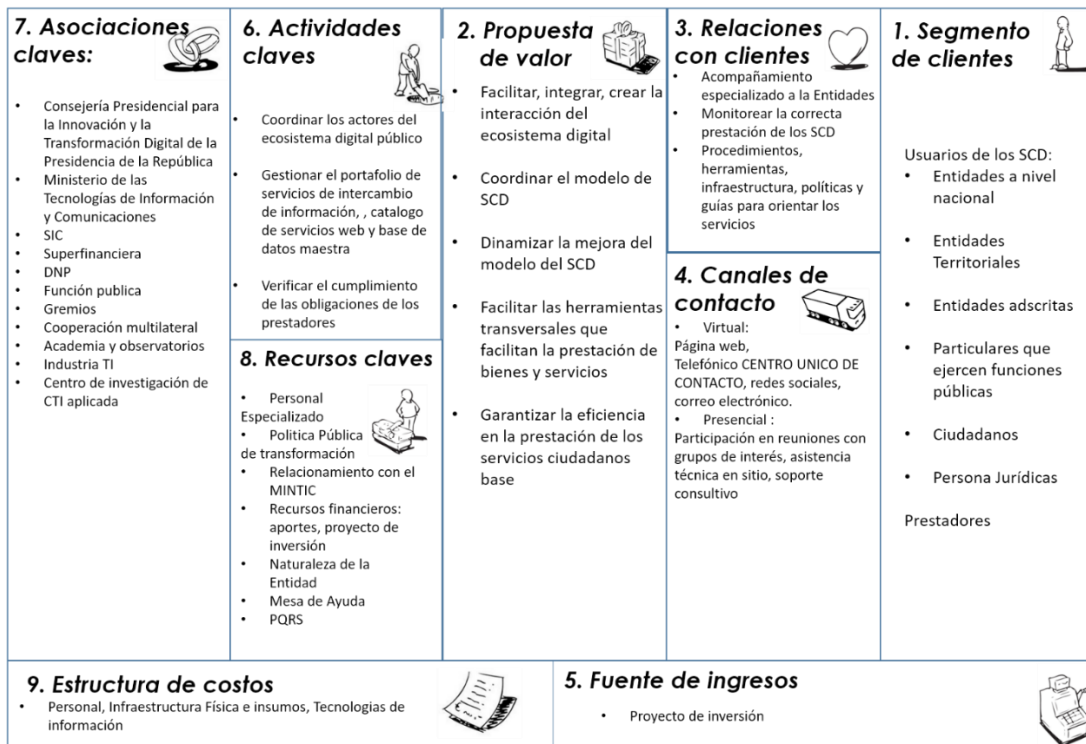 7. Asociaciones
claves:
• Consejería Presidencial para
la Innovación y la
Transformación Digital de la
Presidencia de la República
• Ministerio de las
Tecnologías de Información
y Comunicaciones
• SIC
• Superfinanciera
• DNP
• Función publica
• Gremios
• Cooperación multilateral
• Academia y observatorios
• Industria TI
• Centro de investigación de
CTI aplicada
6. Actividades
claves
• Coordinar los actores del
ecosistema digital público
• Gestionar el portafolio de
servicios de intercambio
de información, , catalogo
de servicios web y base de
datos maestra
• Verificar el cumplimiento
de las obligaciones de los
prestadores
8. Recursos claves
• Personal
Especializado
• Politica Pública
de transformación
• Relacionamiento con el
MINTIC
• Recursos financieros:
aportes, proyecto de
inversión
• Naturaleza de la
Entidad
• Mesa de Ayuda
• PQRS
2. Propuesta
de valor
• Facilitar, integrar, crear la
interacción del
ecosistema digital
• Coordinar el modelo de
SCD
• Dinamizar la mejora del
modelo del SCD
• Facilitar las herramientas
transversales que
facilitan la prestación de
bienes y servicios
• Garantizar la eficiencia
en la prestación de los
servicios ciudadanos
base
3. Relaciones
con clientes
• Acompañamiento
especializado a la Entidades
• Monitorear la correcta
prestación de los SCD
• Procedimientos,
herramientas,
infraestructura, políticas y
guías para orientar los
servicios
4. Canales de
contacto
• Virtual:
Página web,
Telefónico CENTRO UNICO DE
CONTACTO, redes sociales,
correo electrónico.
• Presencial :
Participación en reuniones con
grupos de interés, asistencia
técnica en sitio, soporte
consultivo
1. Segmento
de clientes
Usuarios de los SCD:
• Entidades a nivel
nacional
• Entidades
Territoriales
• Entidades adscritas
• Particulares que
ejercen funciones
públicas
• Ciudadanos
• Persona Jurídicas
Prestadores
9. Estructura de costos
• Personal, Infraestructura Física e insumos, Tecnologias de
información
5. Fuente de ingresos
• Proyecto de inversión